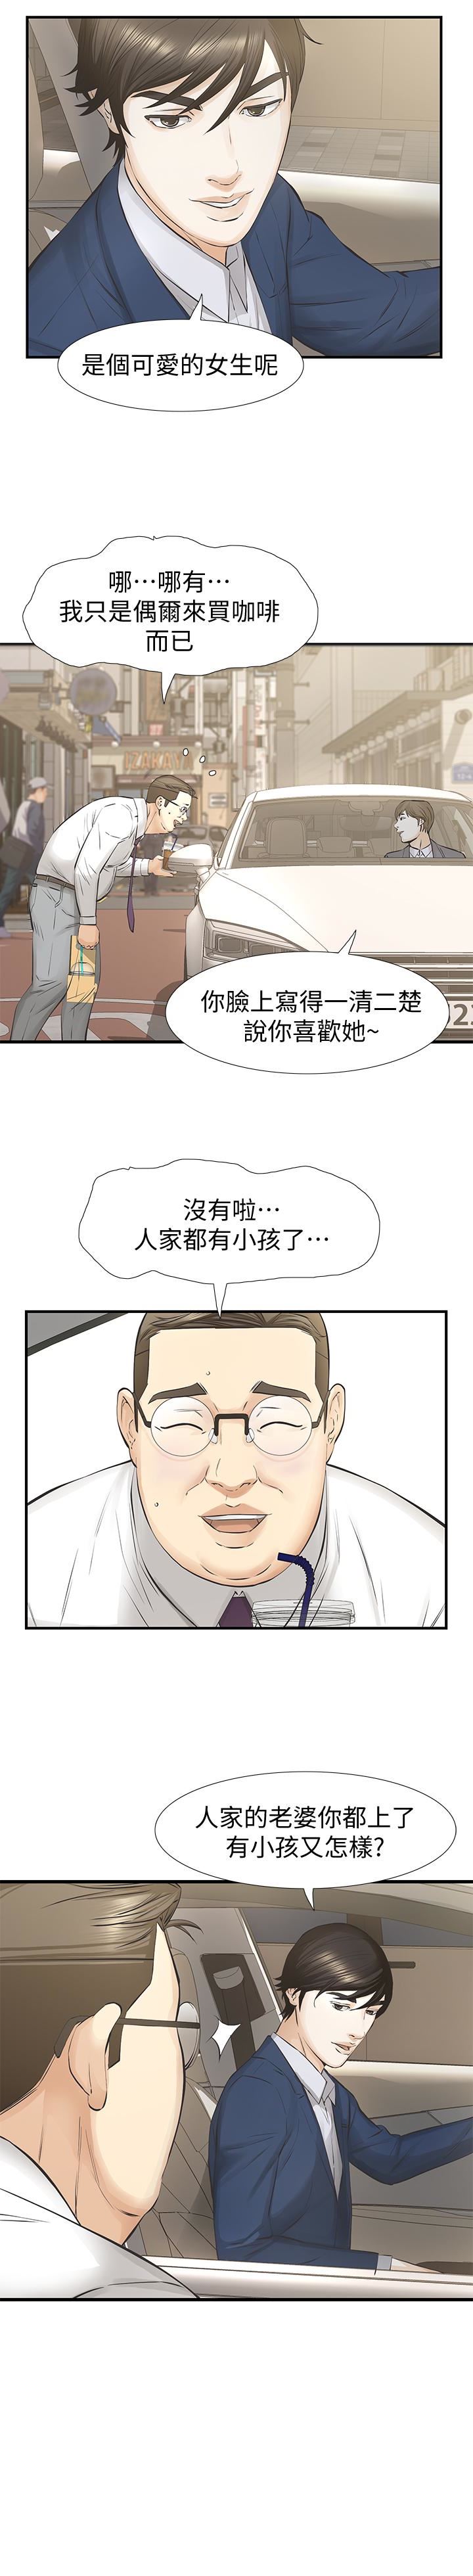 是個可愛的女生呢
哪⋯哪有⋯
我只是偶爾來買咖啡
而已
IZAKAYA
你臉上寫得一清二楚
說你喜歡她~
沒有啦⋯
人家都有小孩了⋯
人家的老婆你都上了
有小孩又怎樣?